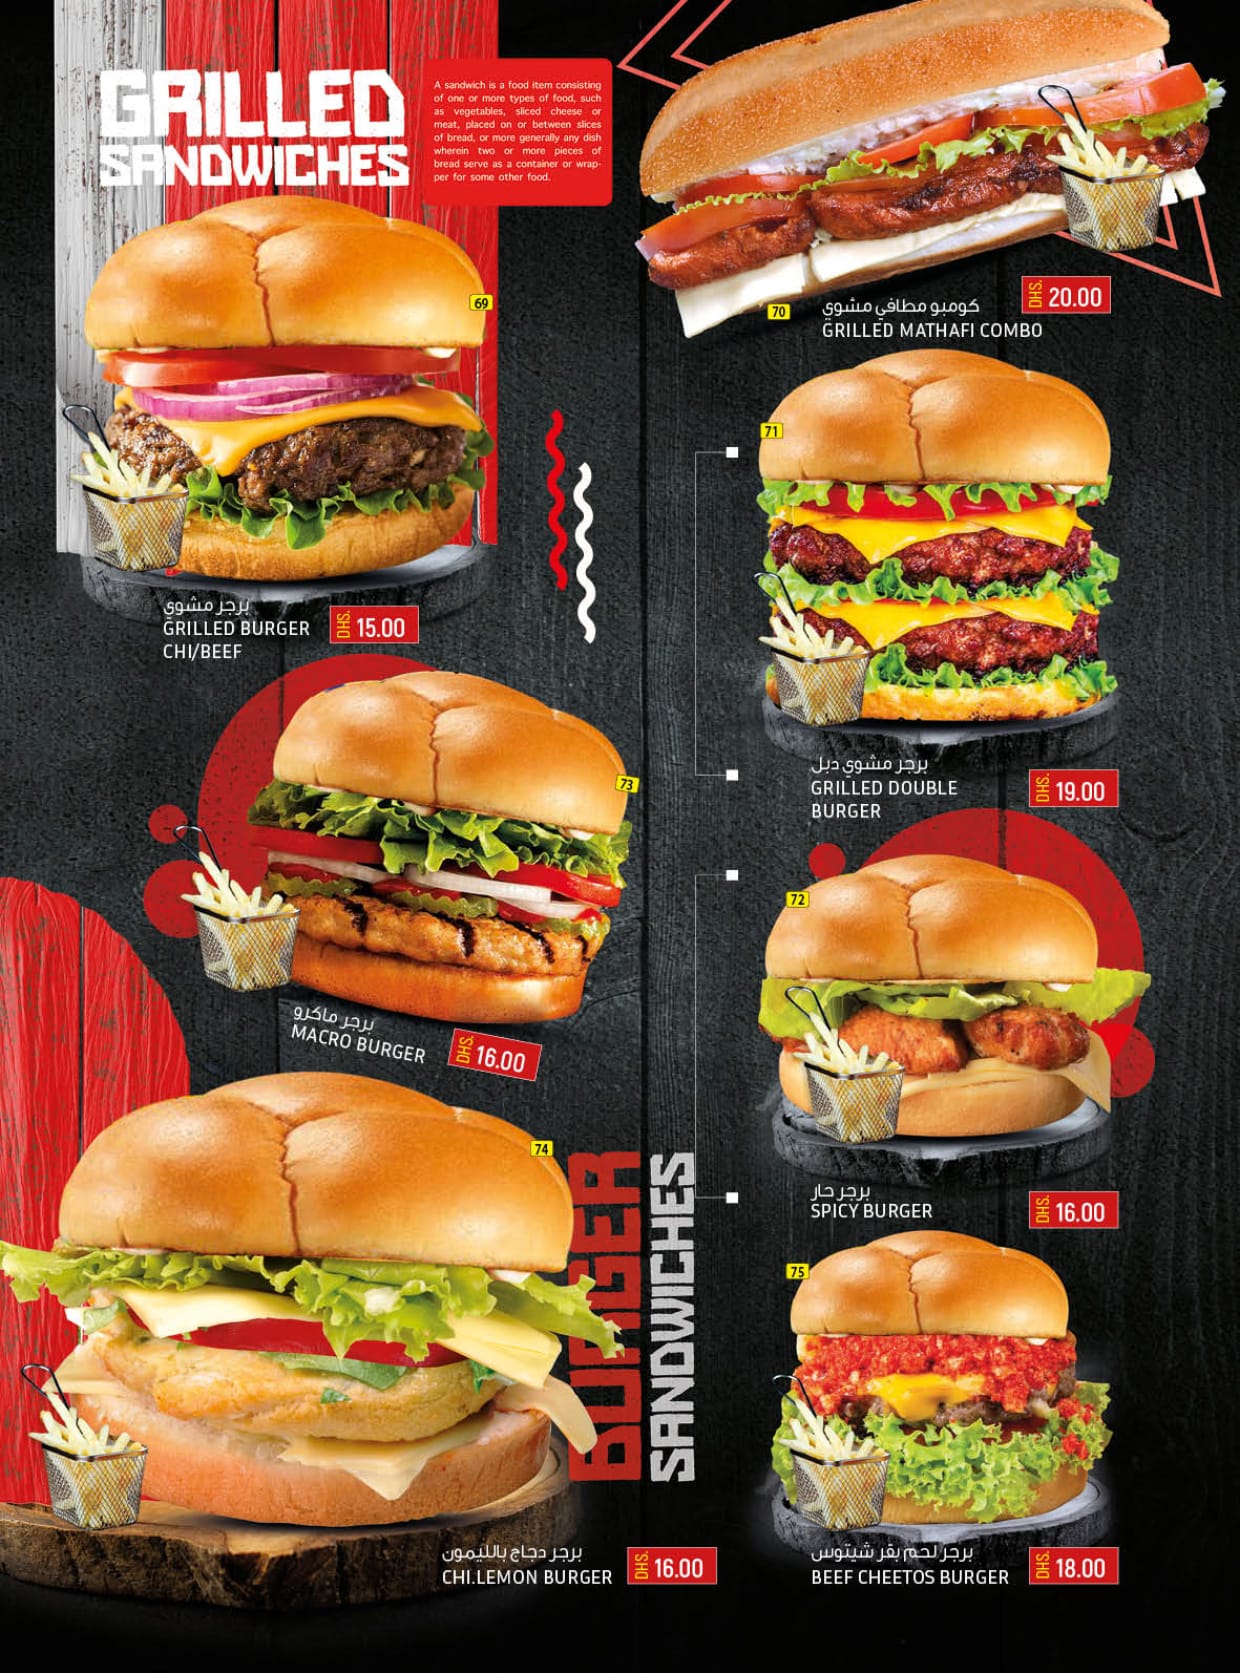 GRILLED
SANDWICHES
A sandwich is a food item consisting
of one or more types of food, such
as vegetables, sliced cheese or
meat, placed on or between slices
of bread, or more generally any dish
wherein two or more pieces of
bread serve as a container or wrap-
per for some other food.
69
برجر مشوي
GRILLED BURGER
CHI/BEEF
DHS. 15.00
70
كومبو مطافي مشوي
GRILLED MATHAFI COMBO
DHS. 20.00
71
برجر مشوي دبل
GRILLED DOUBLE
BURGER
DHS. 19.00
73
برجر ماكرو
MACRO BURGER
DHS. 16.00
72
برجر حار
SPICY BURGER
DHS. 16.00
74
BURGER
SANDWICHES
برجر دجاج بالليمون
CHI.LEMON BURGER
DHS. 16.00
75
برجر لحم بقر شيتوس
BEEF CHEETOS BURGER
DHS. 18.00